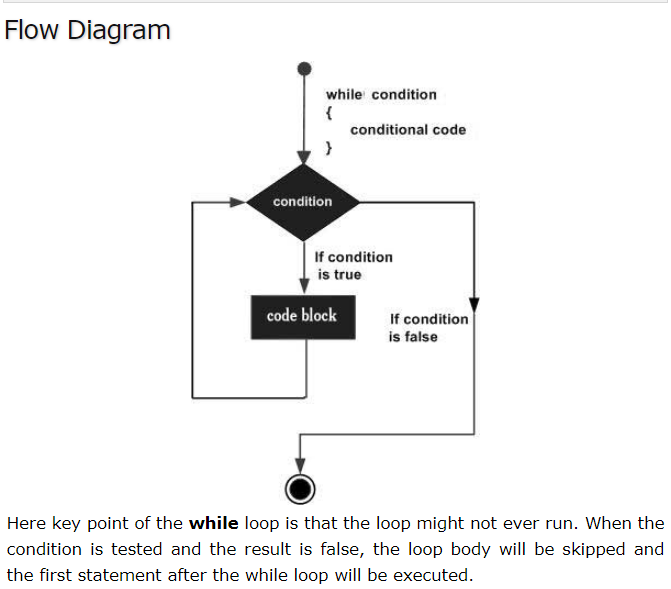 Flow Diagram
while condition
{
conditional code
}
condition
If condition
is true
code block
If condition
is false
Here key point of the while loop is that the loop might not ever run. When the
condition is tested and the result is false, the loop body will be skipped and
the first statement after the while loop will be executed.